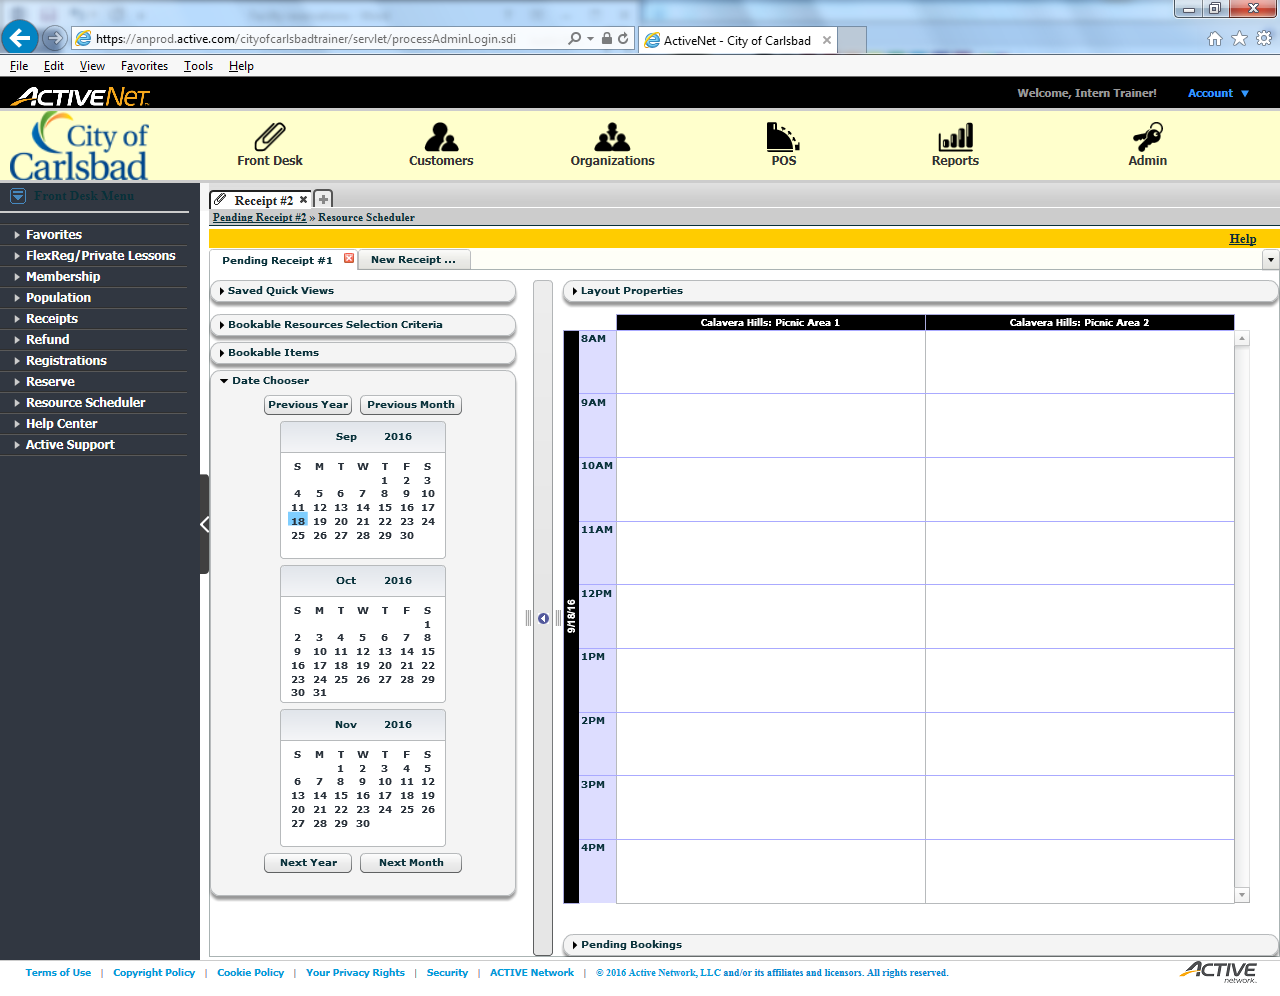 https://anprod.active.com/cityofcarlsbadtrainer/servlet/processAdminLogin.sdi
ActiveNet - City of Carlsbad
File Edit View Favorites Tools Help
ACTIVENET
Welcome, Intern Trainer! Account
City of Carlsbad
Front Desk Customers Organizations POS Reports Admin
Front Desk Menu
Favorites
FlexReg/Private Lessons
Membership
Population
Receipts
Refund
Registrations
Reserve
Resource Scheduler
Help Center
Active Support
Receipt #2
Pending Receipt #2 » Resource Scheduler
Help
Pending Receipt #1 New Receipt ...
Saved Quick Views
Bookable Resources Selection Criteria
Bookable Items
Date Chooser
Previous Year Previous Month
Sep 2016
S M T W T F S
1 2 3
4 5 6 7 8 9 10
11 12 13 14 15 16 17
18 19 20 21 22 23 24
25 26 27 28 29 30
Oct 2016
S M T W T F S
1
2 3 4 5 6 7 8
9 10 11 12 13 14 15
16 17 18 19 20 21 22
23 24 25 26 27 28 29
30 31
Nov 2016
S M T W T F S
1 2 3 4 5
6 7 8 9 10 11 12
13 14 15 16 17 18 19
20 21 22 23 24 25 26
27 28 29 30
Next Year Next Month
Layout Properties
Calavera Hills: Picnic Area 1 Calavera Hills: Picnic Area 2
9/18/16
8AM
9AM
10AM
11AM
12PM
1PM
2PM
3PM
4PM
Pending Bookings
Terms of Use | Copyright Policy | Cookie Policy | Your Privacy Rights | Security | ACTIVE Network | © 2016 Active Network, LLC and/or its affiliates and licensors. All rights reserved.
ACTIVE network